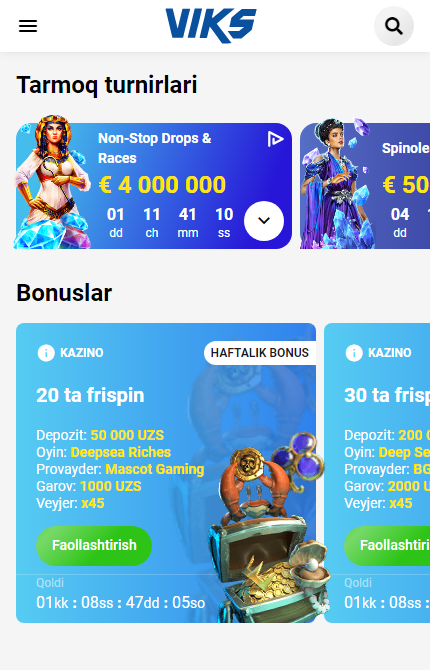 VIKS
Tarmoq turnirlari
Non-Stop Drops &
Races
€ 4 000 000
01 11 41 10
dd ch mm ss
Spinole
€ 50
04
dd
Bonuslar
KAZINO
HAFTALIK BONUS
20 ta frispin
Depozit: 50 000 UZS
Oyin: Deepsea Riches
Provayder: Mascot Gaming
Garov: 1000 UZS
Veyjer: x45
Faollashtirish
Qoldi
01kk : 08ss : 47dd : 05so
KAZINO
30 ta frisp
Depozit: 200 0
Oyin: Deep Se
Provayder: BG
Garov: 2000 U
Veyjer: x45
Faollashtiri
Qoldi
01kk : 08ss :